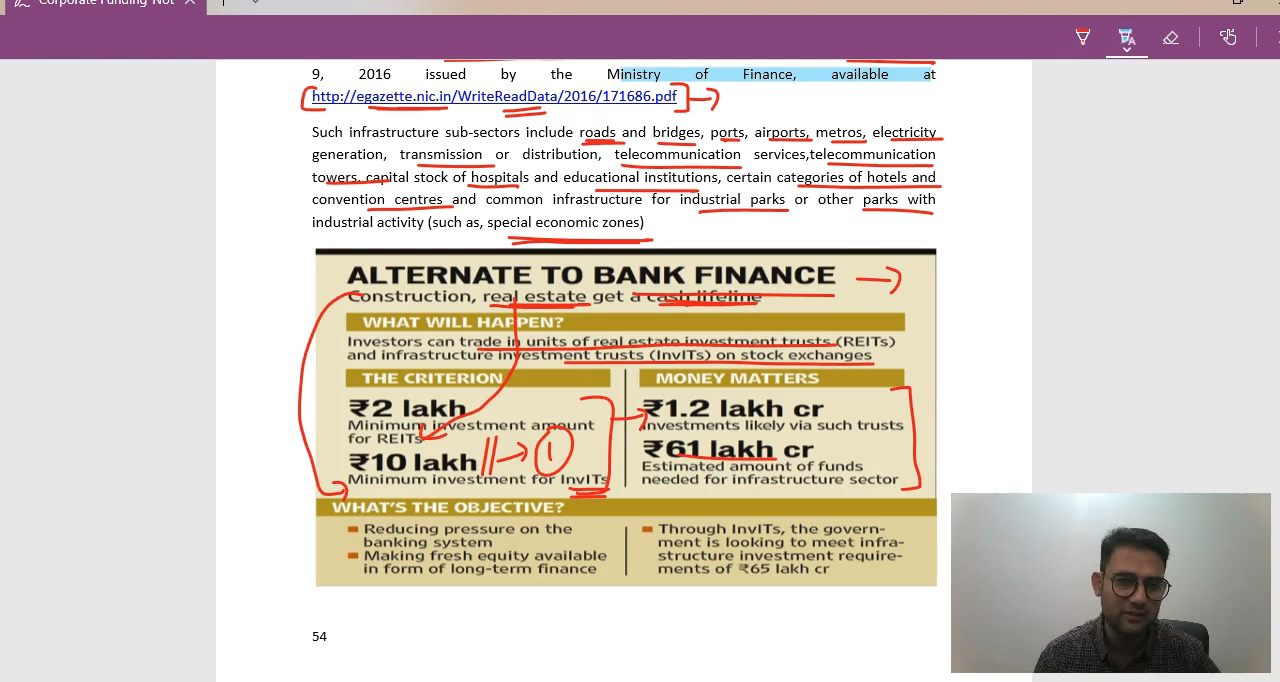 Corporate Funding-Not
9, 2016 issued by the Ministry of Finance, available at
http://egazette.nic.in/WriteReadData/2016/171686.pdf
Such infrastructure sub-sectors include roads and bridges, ports, airports, metros, electricity
generation, transmission or distribution, telecommunication services,telecommunication
towers, capital stock of hospitals and educational institutions, certain categories of hotels and
convention centres and common infrastructure for industrial parks or other parks with
industrial activity (such as, special economic zones)
ALTERNATE TO BANK FINANCE
Construction, real estate get a cash lifeline
WHAT WILL HAPPEN?
Investors can trade in units of real estate investment trusts (REITs)
and infrastructure investment trusts (InvITs) on stock exchanges
THE CRITERION
₹2 lakh
Minimum investment amount
for REITs
₹10 lakh
1
Minimum investment for InvITs
MONEY MATTERS
₹1.2 lakh cr
Investments likely via such trusts
₹61 lakh cr
Estimated amount of funds
needed for infrastructure sector
WHAT'S THE OBJECTIVE?
Reducing pressure on the
banking system
Making fresh equity available
in form of long-term finance
Through InvITs, the govern-
ment is looking to meet infra-
structure investment require-
ments of ₹65 lakh cr
54